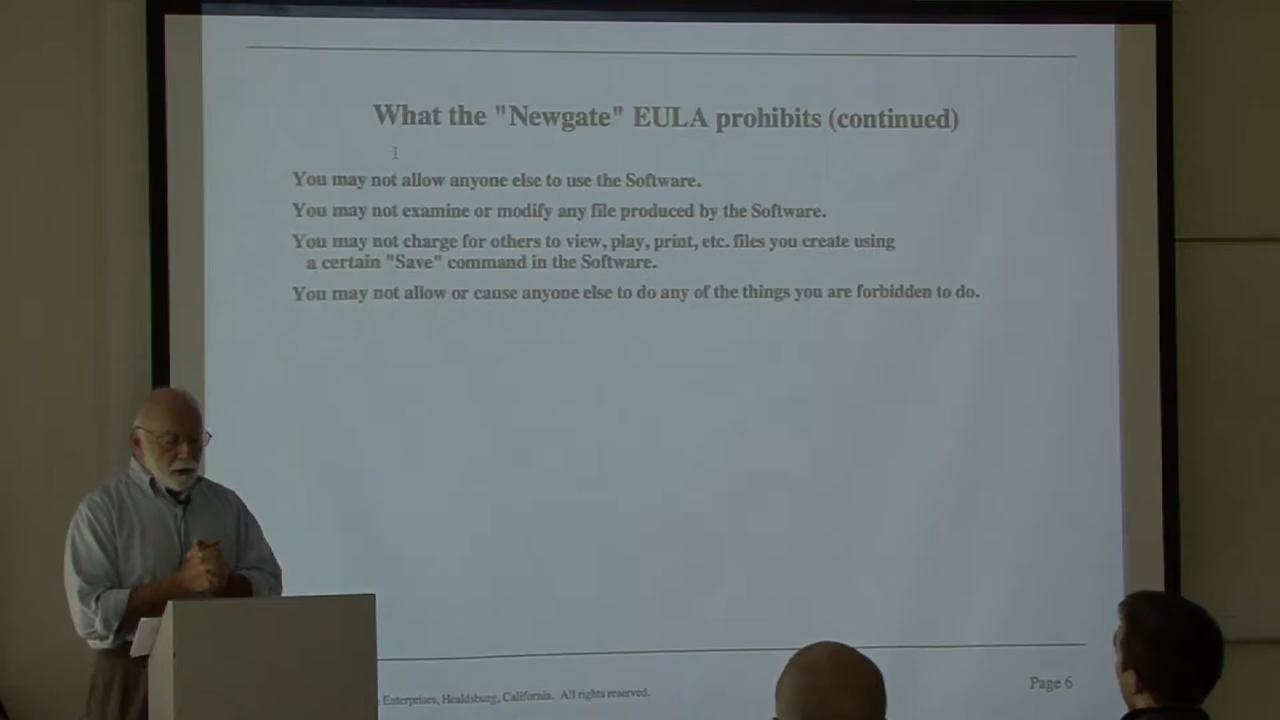 What the "Newgate" EULA prohibits (continued)
You may not allow anyone else to use the Software.
You may not examine or modify any file produced by the Software.
You may not charge for others to view, play, print, etc. files you create using
a certain "Save" command in the Software.
You may not allow or cause anyone else to do any of the things you are forbidden to do.
Enterprises, Healdsburg, California. All rights reserved.
Page 6